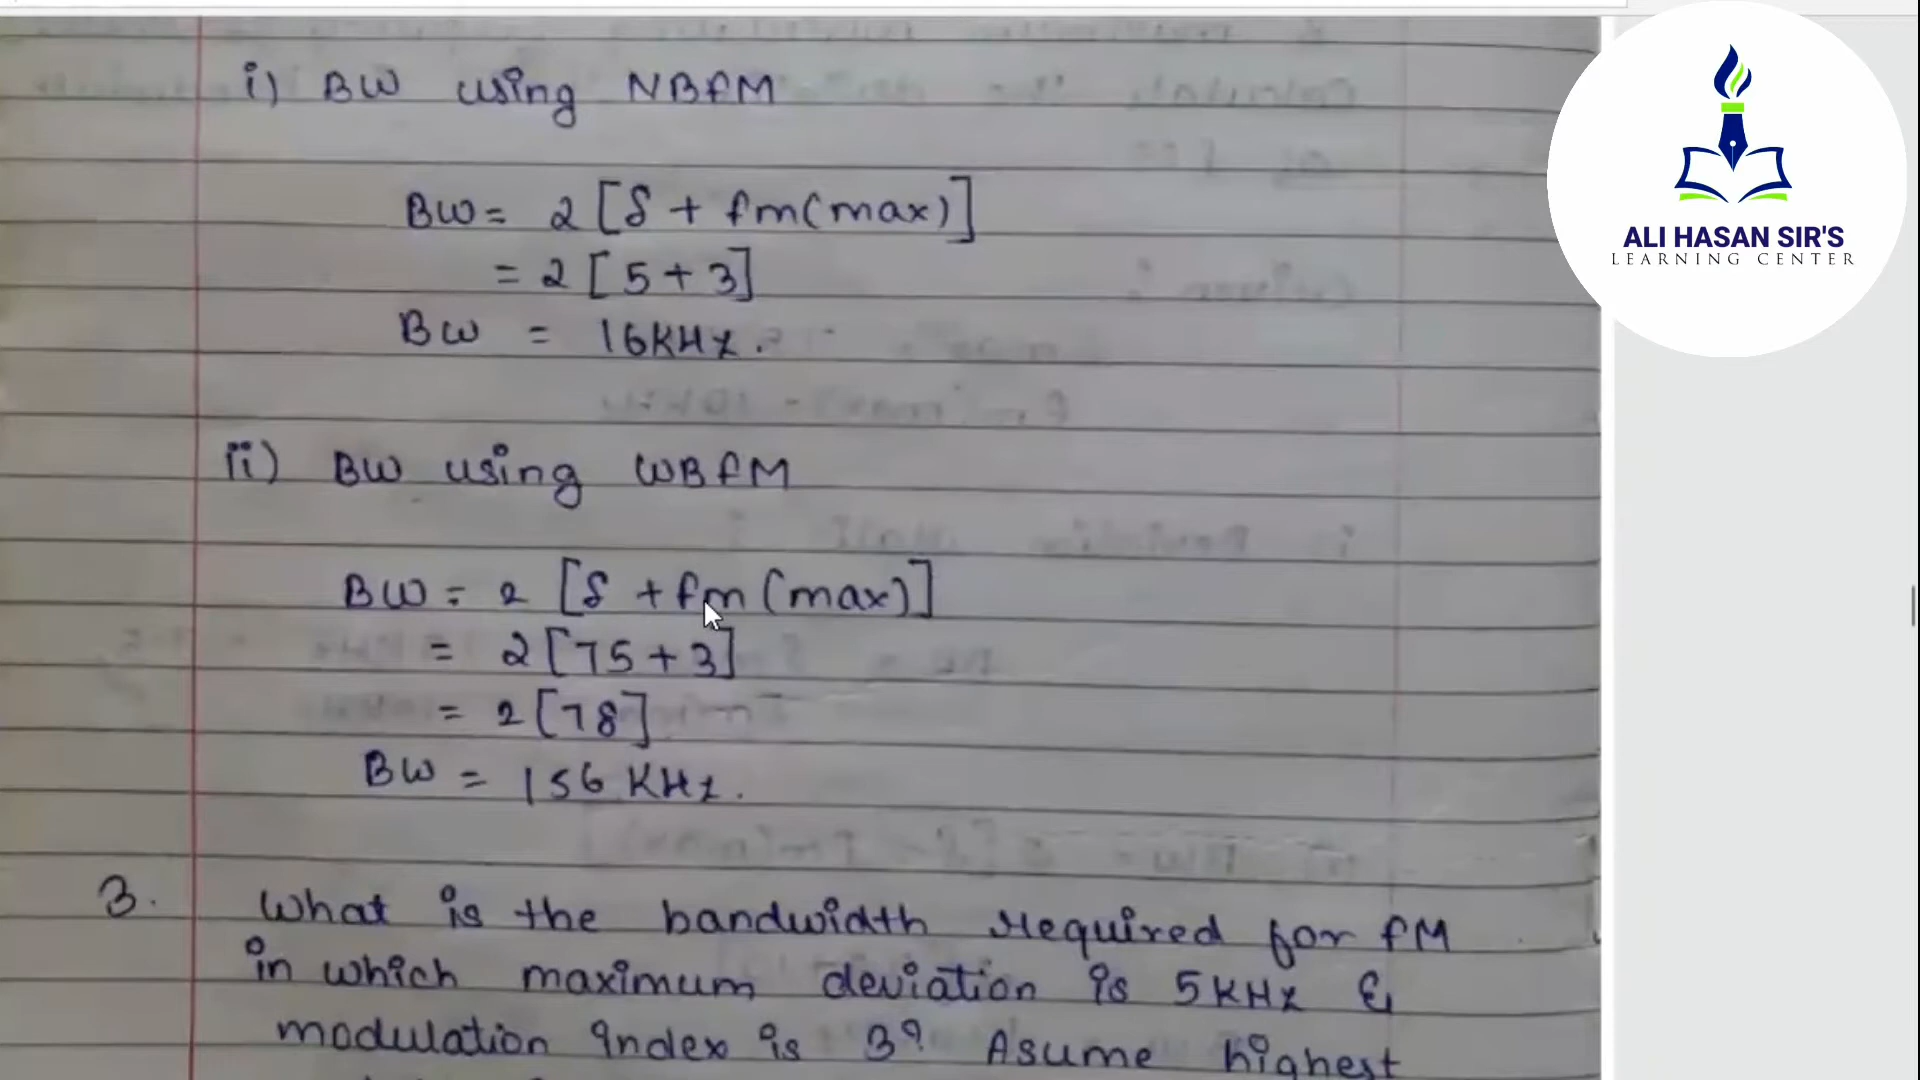 i) BW using NBFM
BW = 2 [δ + fm(max)]
= 2 [5+3]
BW = 16KHz.
ii) BW using WBFM
BW = 2 [δ + fm (max)]
= 2 [75+3]
= 2 [78]
BW = 156 KHz.
3. What is the bandwidth required for FM
in which maximum deviation is 5KHz &
modulation index is 3? Asume highest
ALI HASAN SIR'S
LEARNING CENTER